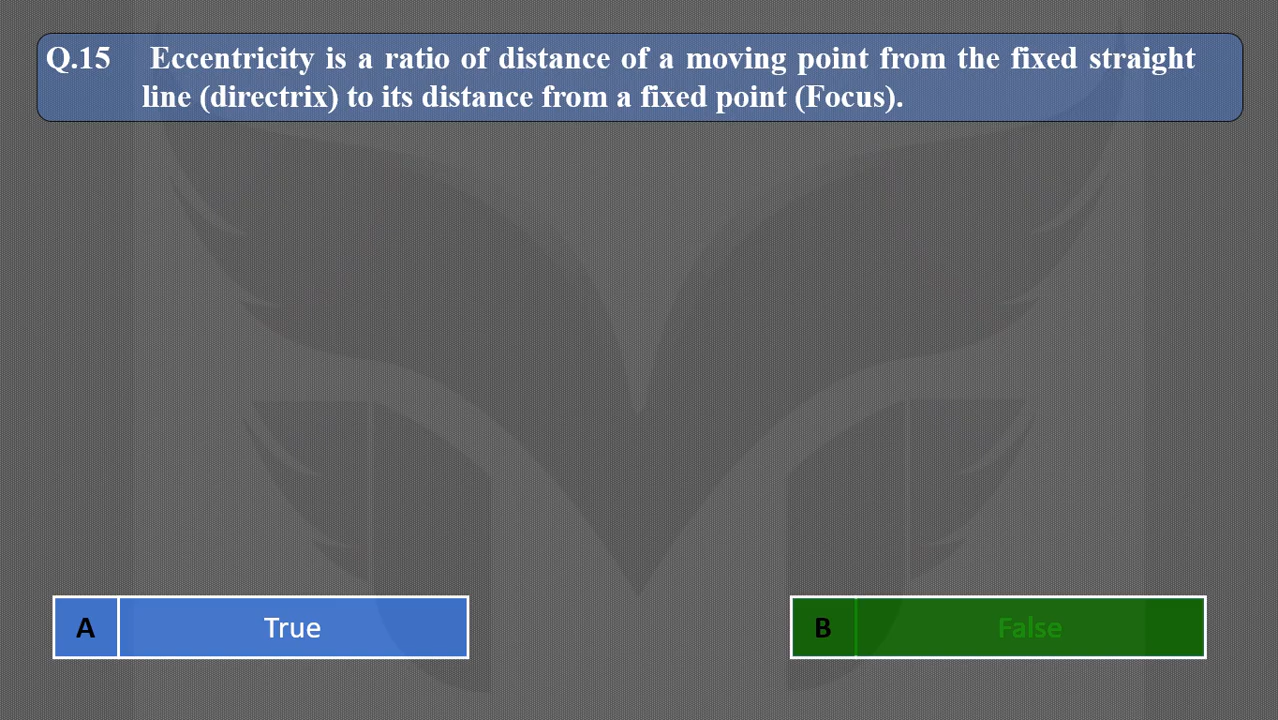 Q.15 Eccentricity is a ratio of distance of a moving point from the fixed straight
line (directrix) to its distance from a fixed point (Focus).
A True
B False